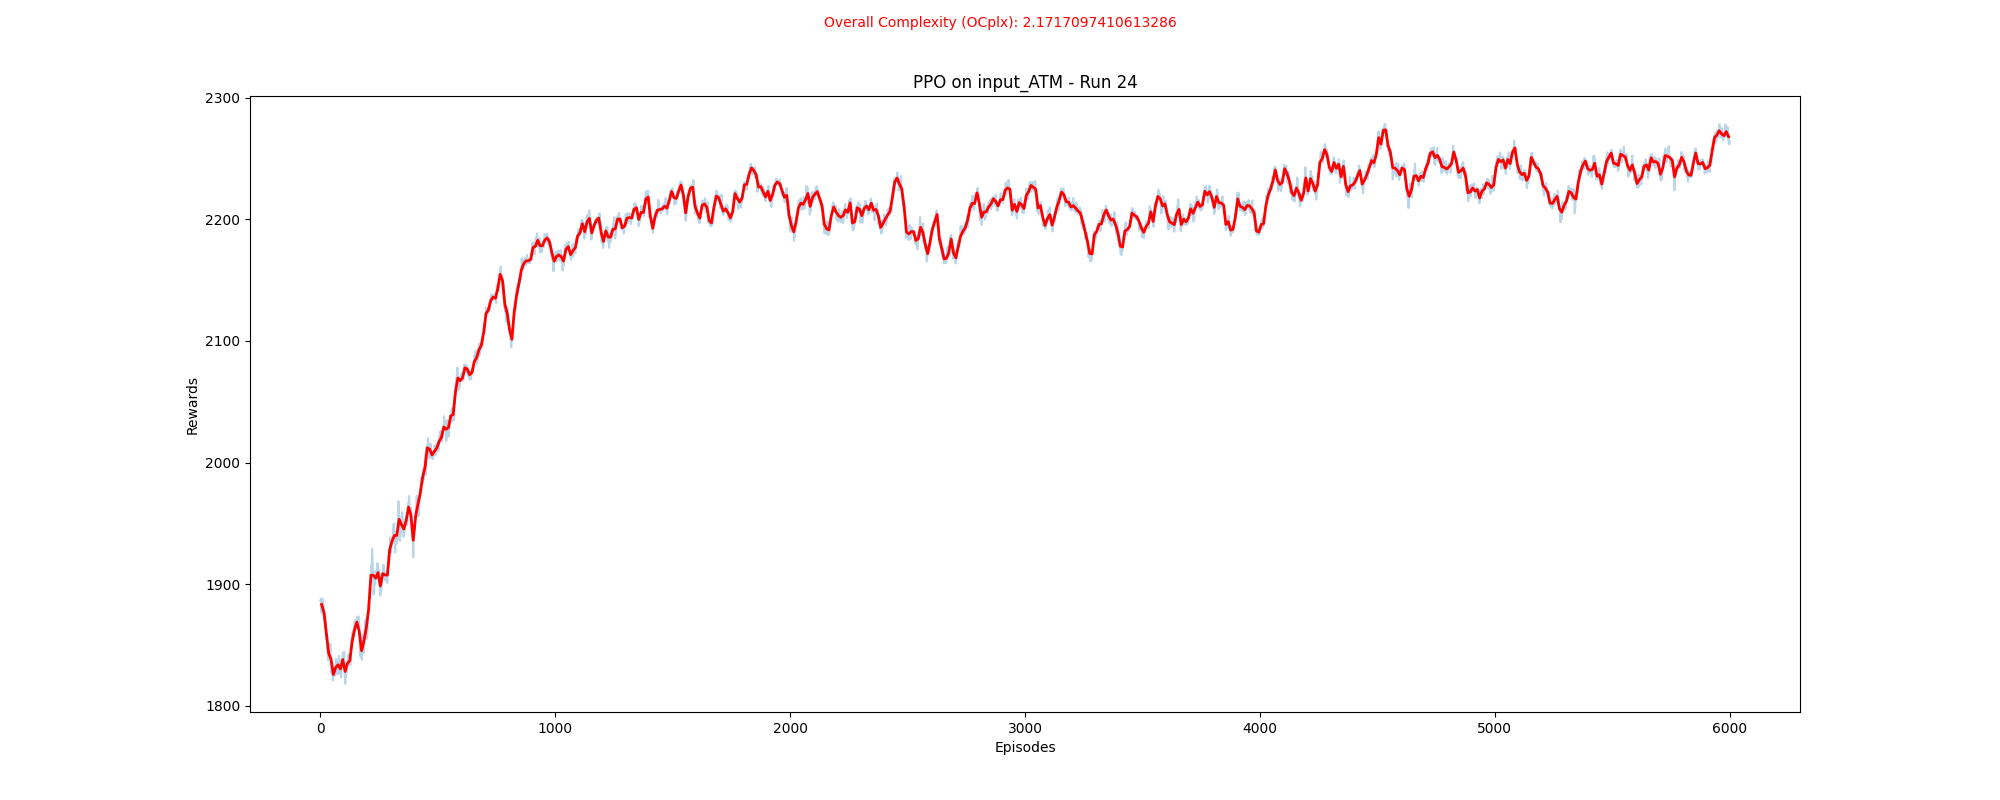 Overall Complexity (OCplx): 2.1717097410613286
PPO on input_ATM - Run 24
2300
2200
2100
2000
1900
1800
Rewards
0 1000 2000 3000 4000 5000 6000
Episodes